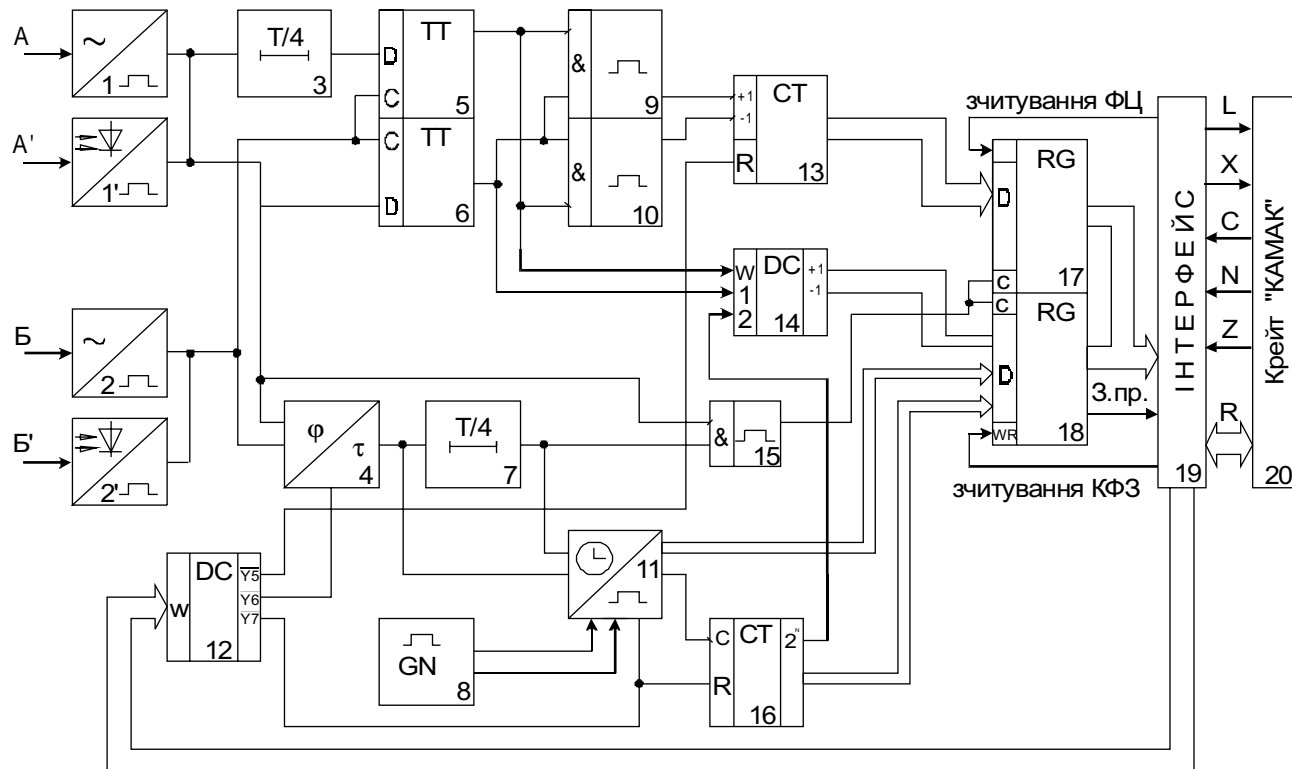 А
~
1
T/4
3
D
TT
C
5
&
9
+1
CT
-1
R
13
зчитування ФЦ
RG
D
C
17
ІНТЕРФЕЙС
L
X
C
N
Z
R
Крейт "КАМАК"
А'
1'
C
TT
D
6
&
10
W
DC
+1
1
-1
2
14
C
RG
D
WR
18
З.пр.
19
20
зчитування КФЗ
Б
~
2
Б'
2'
φ
τ
4
T/4
7
&
15
w
DC
Y5
Y6
Y7
12
11
GN
8
C
CT
2ᴺ
R
16